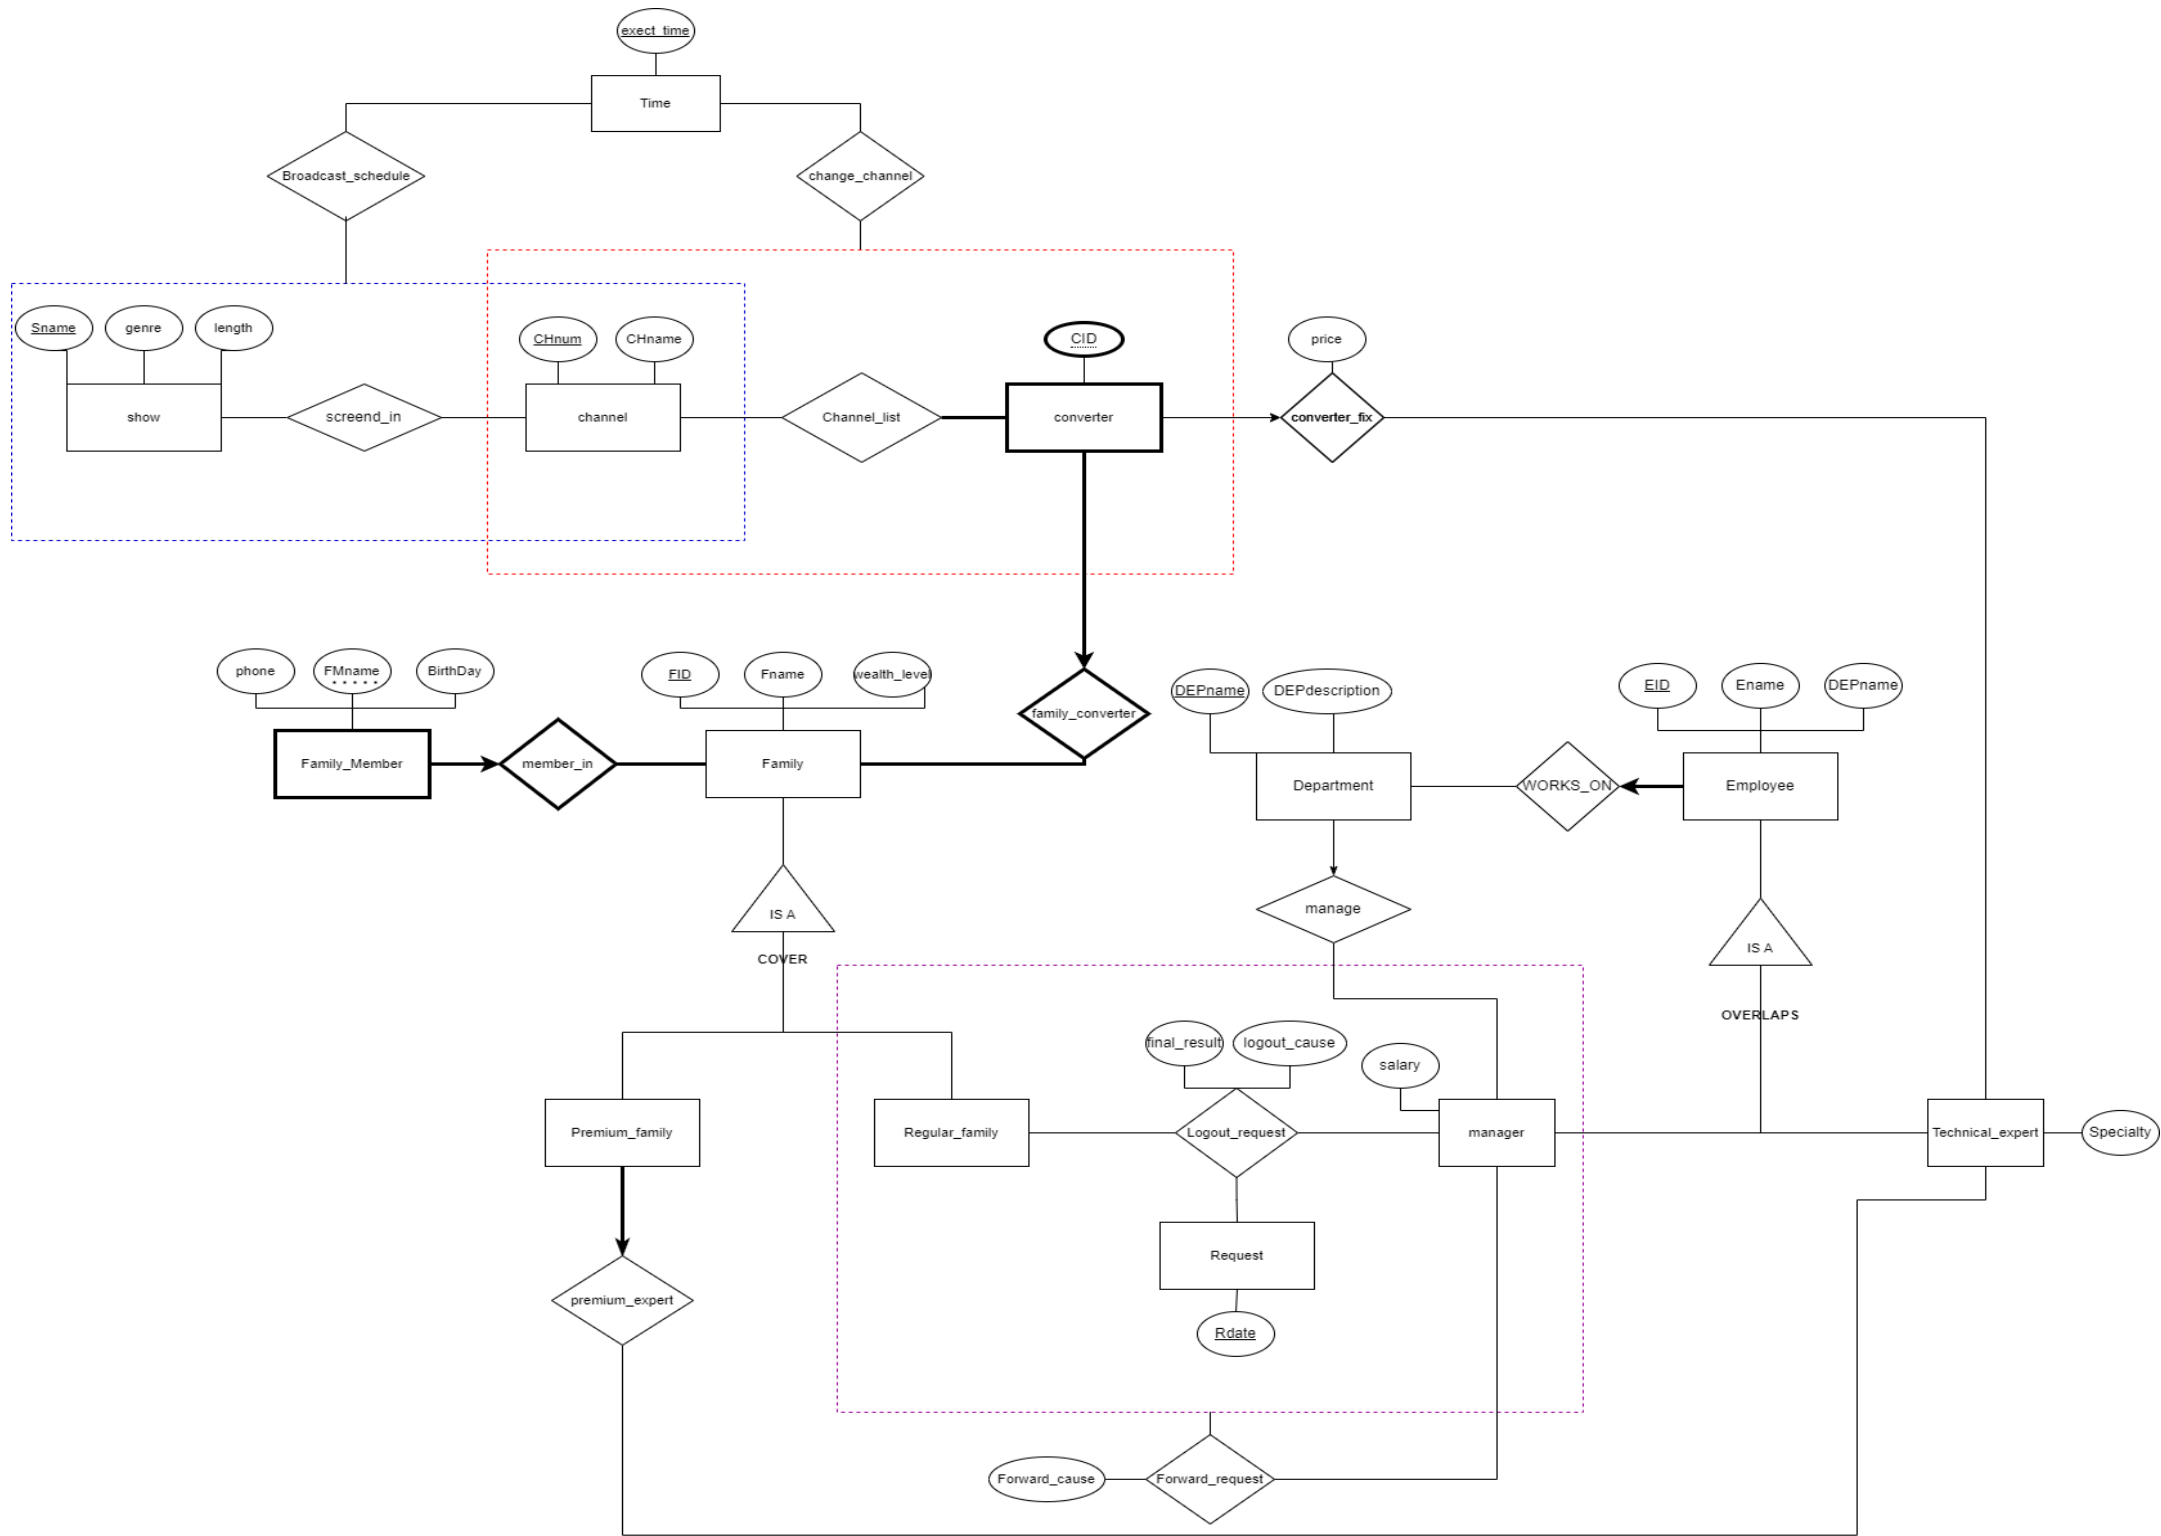 exect_time
Time
Broadcast_schedule
change_channel
Sname
genre
length
CHnum
CHname
CID
price
show
screend_in
channel
Channel_list
converter
converter_fix
phone
FMname
BirthDay
FID
Fname
wealth_level
family_converter
DEPname
DEPdescription
EID
Ename
DEPname
Family_Member
member_in
Family
Department
WORKS_ON
Employee
IS A
manage
IS A
COVER
OVERLAPS
final_result
logout_cause
salary
Premium_family
Regular_family
Logout_request
manager
Technical_expert
Specialty
Request
premium_expert
Rdate
Forward_cause
Forward_request